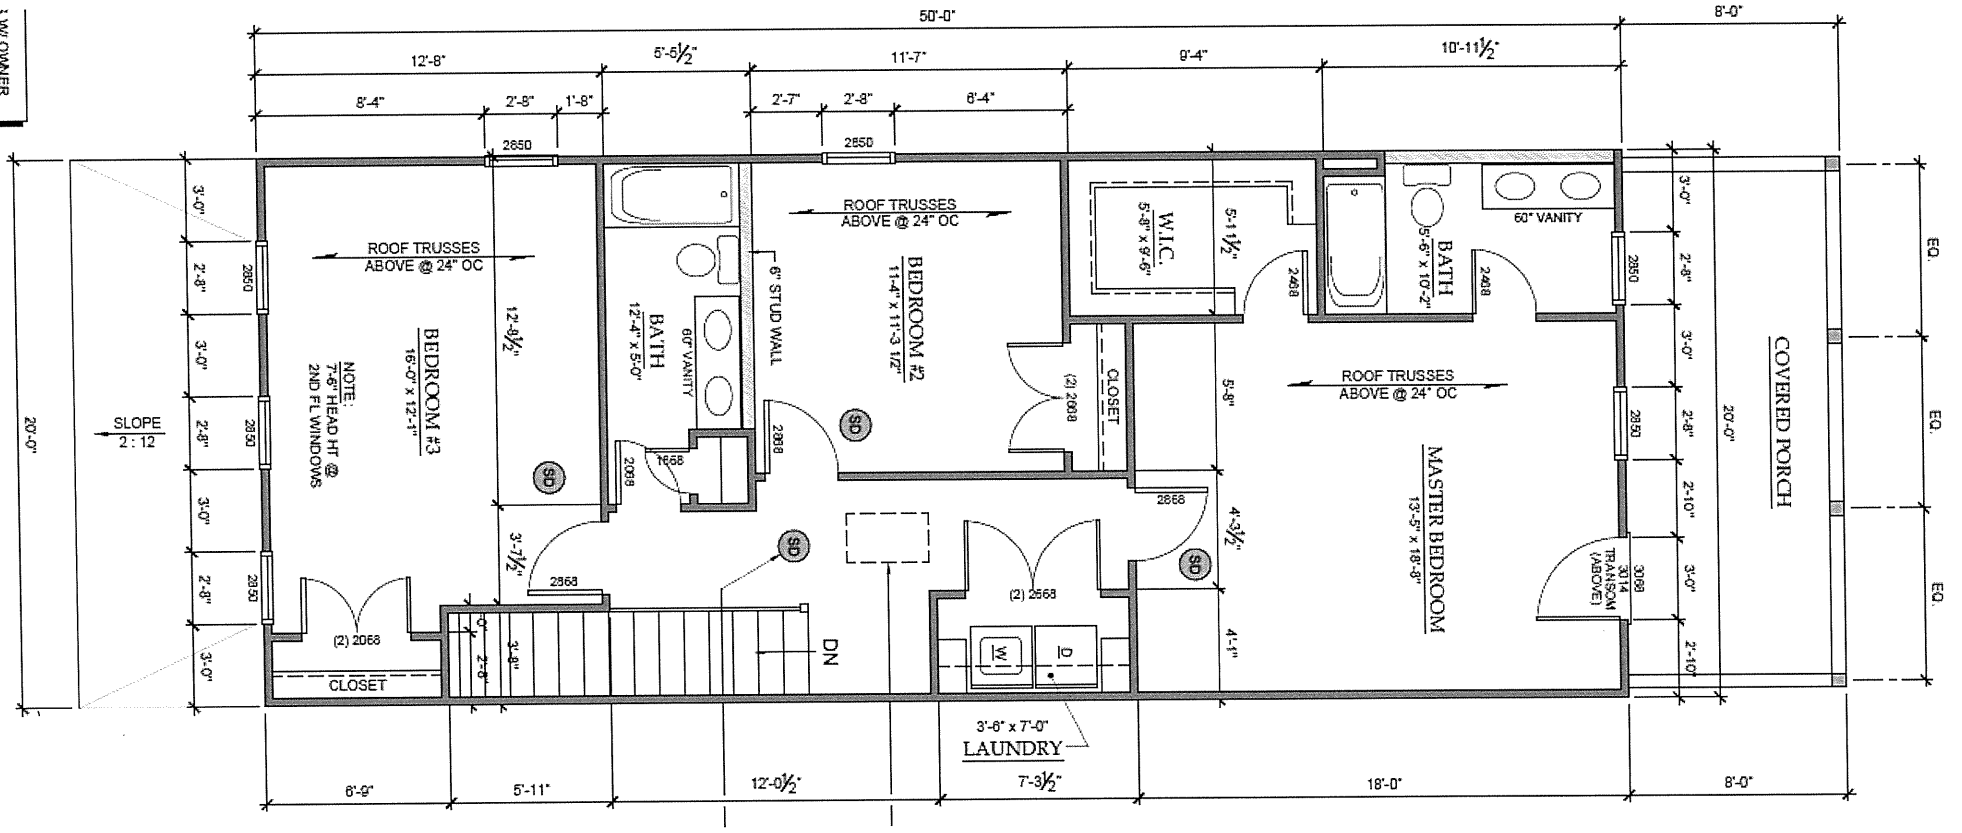 50'-0"
8'-0"
12'-8"
5'-5½"
11'-7"
9'-4"
10'-11½"
8'-4"
2'-8"
1'-8"
2'-7"
2'-8"
6'-4"
2850
2850
OWNER
3'-0"
2'-8"
3'-0"
2'-8"
3'-0"
2'-8"
3'-0"
20'-0"
SLOPE
2 : 12
2850
2850
2850
ROOF TRUSSES
ABOVE @ 24" OC
BEDROOM #3
16'-0" x 12'-1"
NOTE:
7'-6" HEAD HT @
2ND FL WINDOWS
12'-8½"
3'-7½"
SD
2868
(2) 2068
CLOSET
BATH
12'-4" x 5'-0"
60" VANITY
6" STUD WALL
2068
1668
ROOF TRUSSES
ABOVE @ 24" OC
BEDROOM #2
11'-4" x 11'-3 1/2"
2868
SD
(2) 2668
CLOSET
W.I.C.
5'-8" x 9'-6"
5'-11½"
2468
BATH
5'-6" x 10'-2"
60" VANITY
2468
2850
ROOF TRUSSES
ABOVE @ 24" OC
MASTER BEDROOM
13'-5" x 18'-8"
5'-8"
4'-3½"
4'-1"
2868
SD
2850
3068
3014
TRANSOM
(ABOVE)
3'-0"
2'-8"
3'-0"
2'-8"
2'-10"
3'-0"
2'-10"
20'-0"
COVERED PORCH
EQ.
EQ.
EQ.
SD
DN
3'-8"
2'-8"
(2) 2668
W
D
3'-6" x 7'-0"
LAUNDRY
6'-9"
5'-11"
12'-0½"
7'-3½"
18'-0"
8'-0"